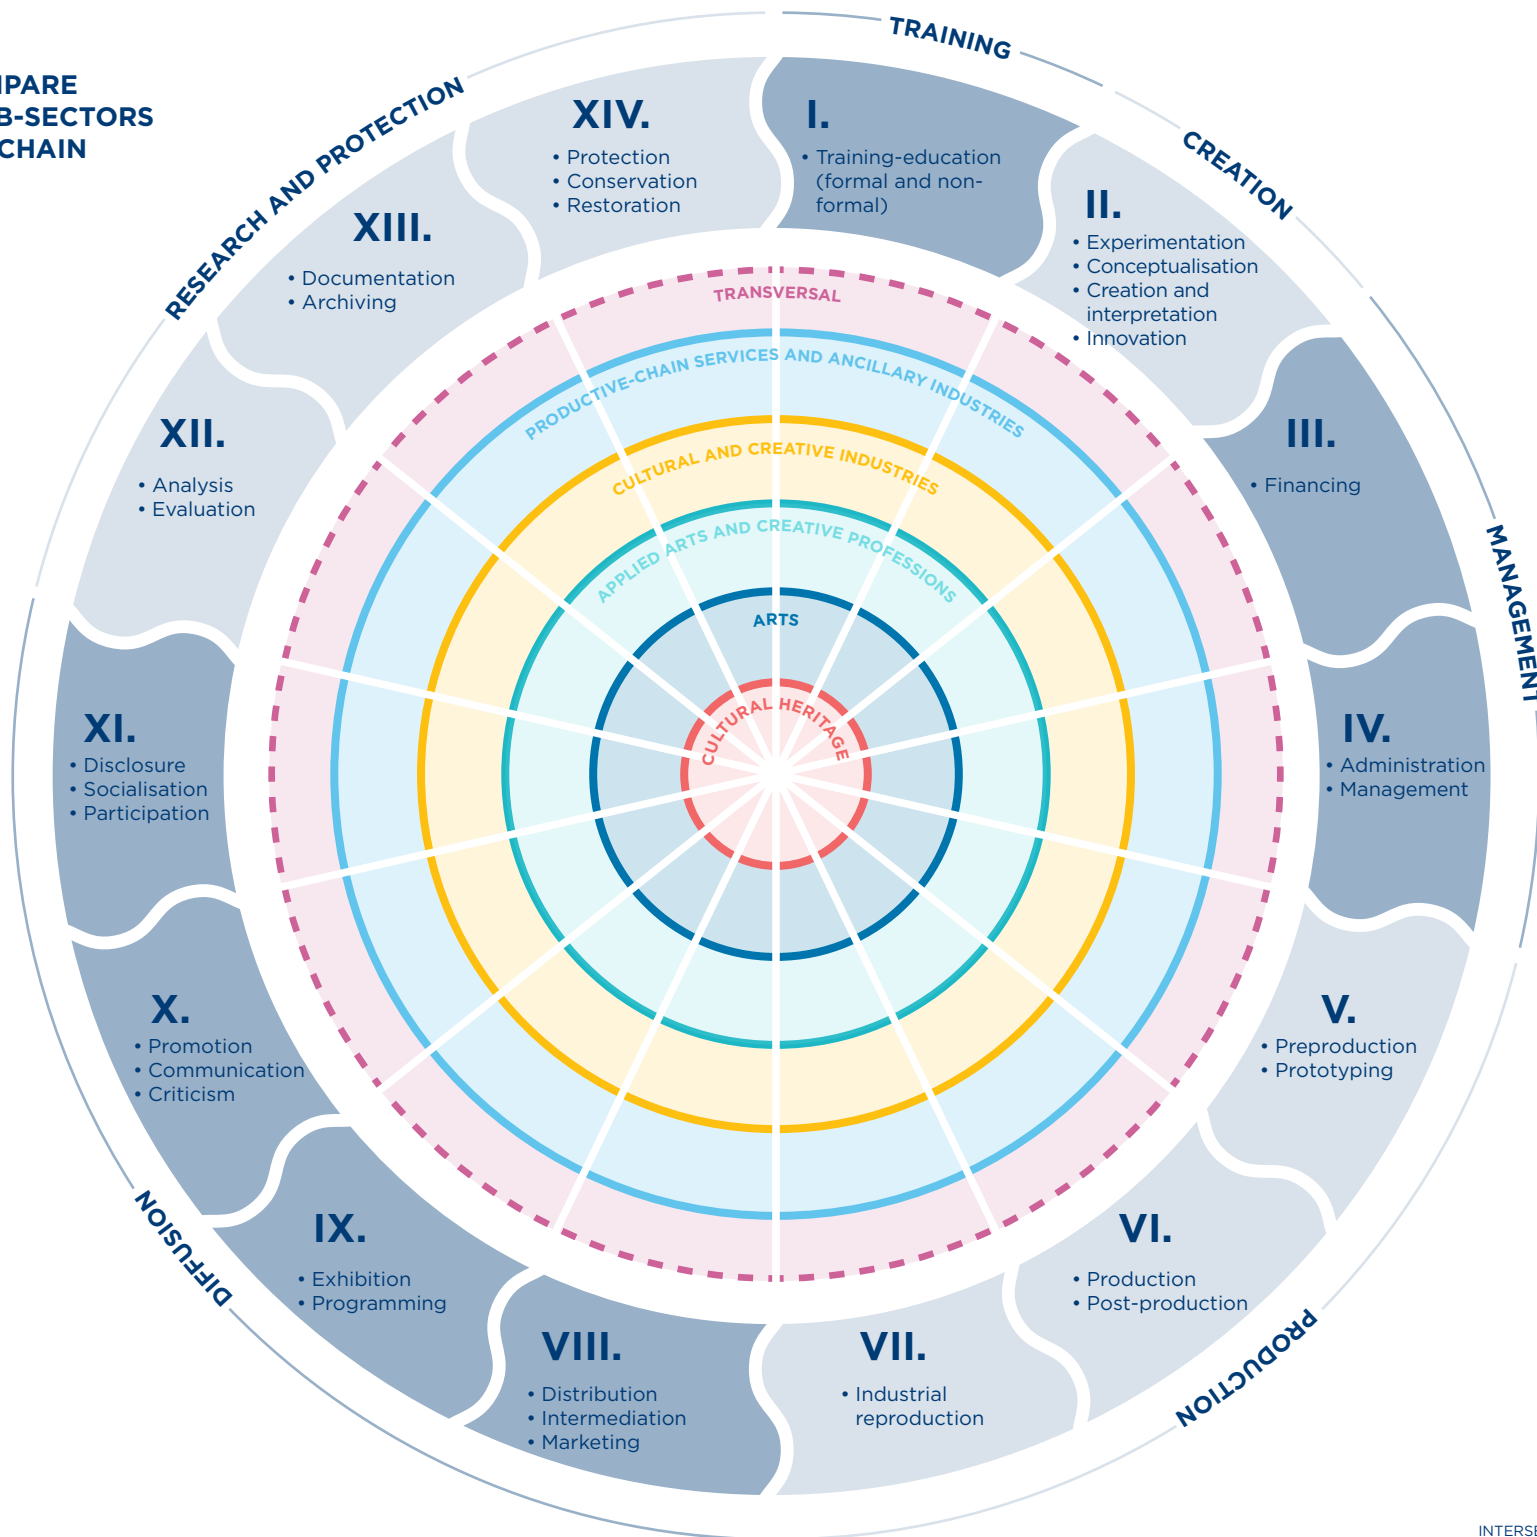 TRAINING
CREATION
MANAGEMENT
PRODUCTION
DIFFUSION
RESEARCH AND PROTECTION
I.
• Training-education
(formal and non-
formal)
II.
• Experimentation
• Conceptualisation
• Creation and
interpretation
• Innovation
III.
• Financing
IV.
• Administration
• Management
V.
• Preproduction
• Prototyping
VI.
• Production
• Post-production
VII.
• Industrial
reproduction
VIII.
• Distribution
• Intermediation
• Marketing
IX.
• Exhibition
• Programming
X.
• Promotion
• Communication
• Criticism
XI.
• Disclosure
• Socialisation
• Participation
XII.
• Analysis
• Evaluation
XIII.
• Documentation
• Archiving
XIV.
• Protection
• Conservation
• Restoration
TRANSVERSAL
PRODUCTIVE-CHAIN SERVICES AND ANCILLARY INDUSTRIES
CULTURAL AND CREATIVE INDUSTRIES
APPLIED ARTS AND CREATIVE PROFESSIONS
ARTS
CULTURAL HERITAGE
CHAIN